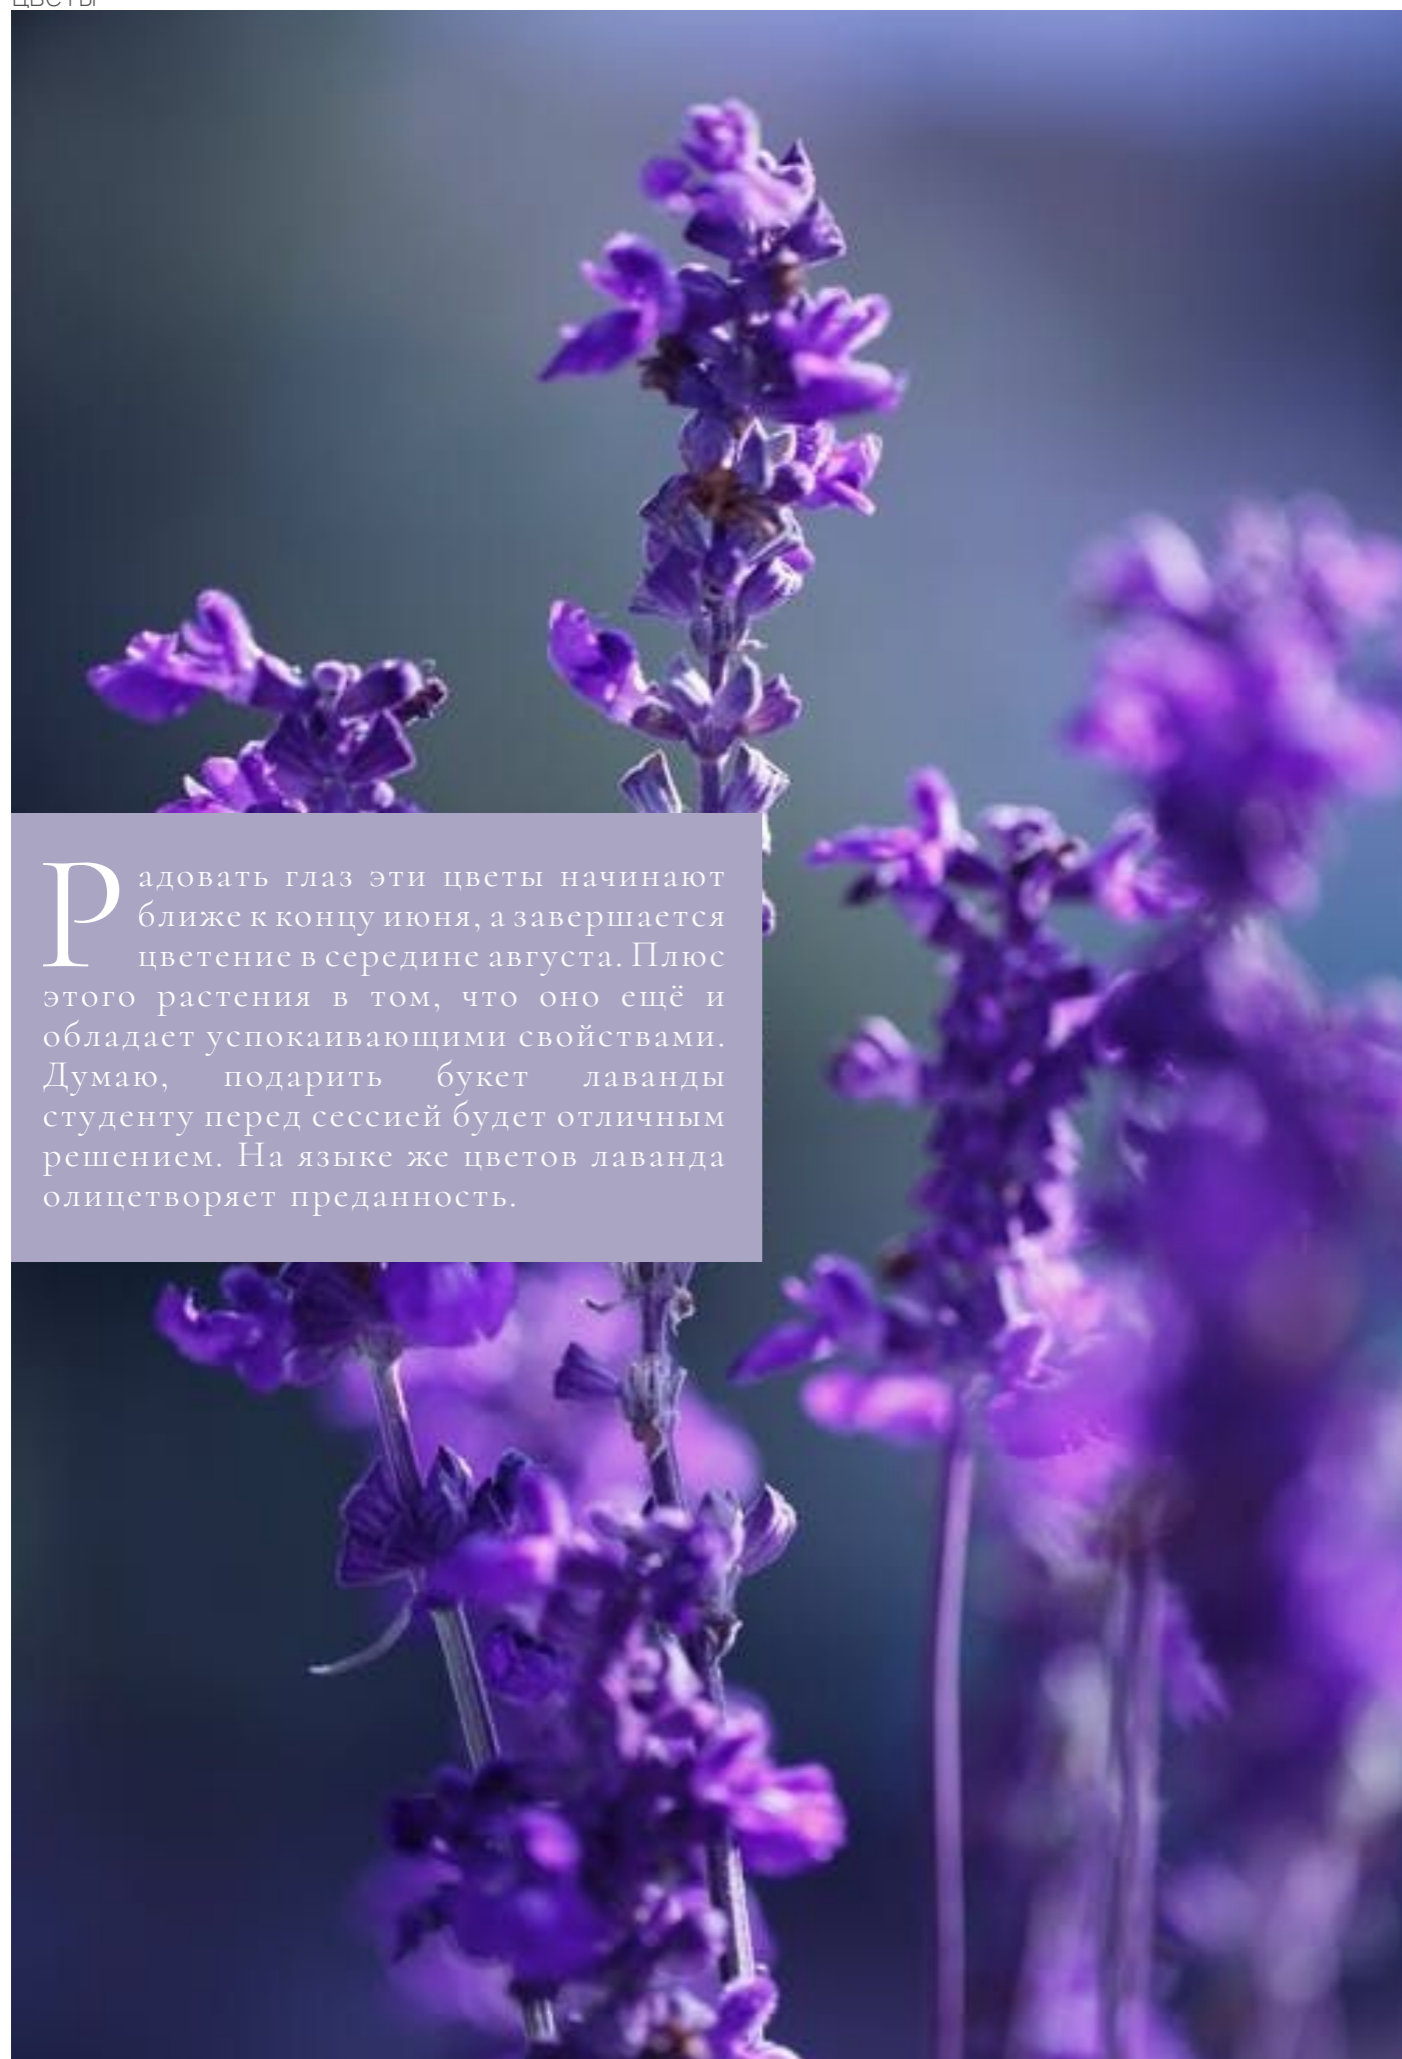 ЦВЕТЫ
Радовать глаз эти цветы начинают
ближе к концу июня, а завершается
цветение в середине августа. Плюс
этого растения в том, что оно ещё и
обладает успокаивающими свойствами.
Думаю, подарить букет лаванды
студенту перед сессией будет отличным
решением. На языке же цветов лаванда
олицетворяет преданность.